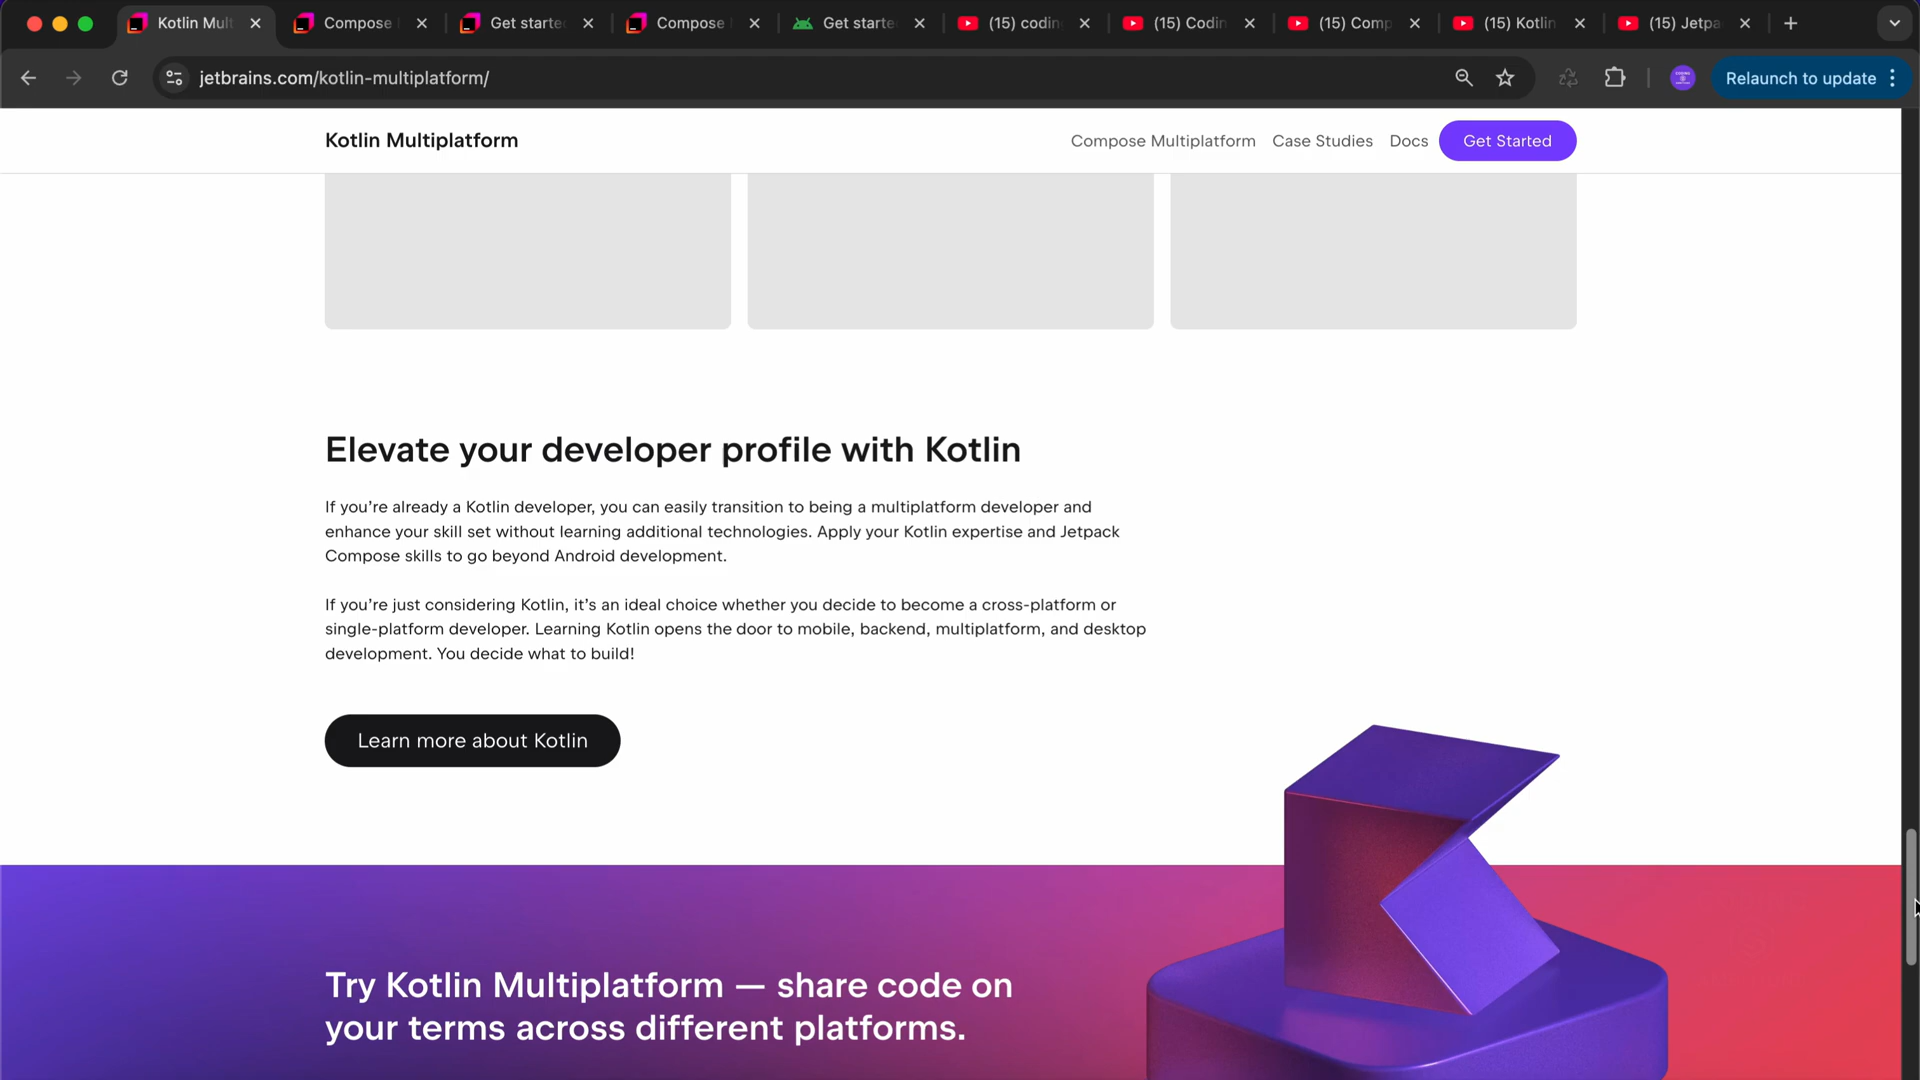 Kotlin Mult
Compose
Get starte
Compose
Get starte
(15) codin
(15) Codin
(15) Comp
(15) Kotlin
(15) Jetpa
jetbrains.com/kotlin-multiplatform/
Relaunch to update
Kotlin Multiplatform
Compose Multiplatform
Case Studies
Docs
Get Started
Elevate your developer profile with Kotlin
If you’re already a Kotlin developer, you can easily transition to being a multiplatform developer and
enhance your skill set without learning additional technologies. Apply your Kotlin expertise and Jetpack
Compose skills to go beyond Android development.
If you’re just considering Kotlin, it’s an ideal choice whether you decide to become a cross-platform or
single-platform developer. Learning Kotlin opens the door to mobile, backend, multiplatform, and desktop
development. You decide what to build!
Learn more about Kotlin
Try Kotlin Multiplatform — share code on
your terms across different platforms.